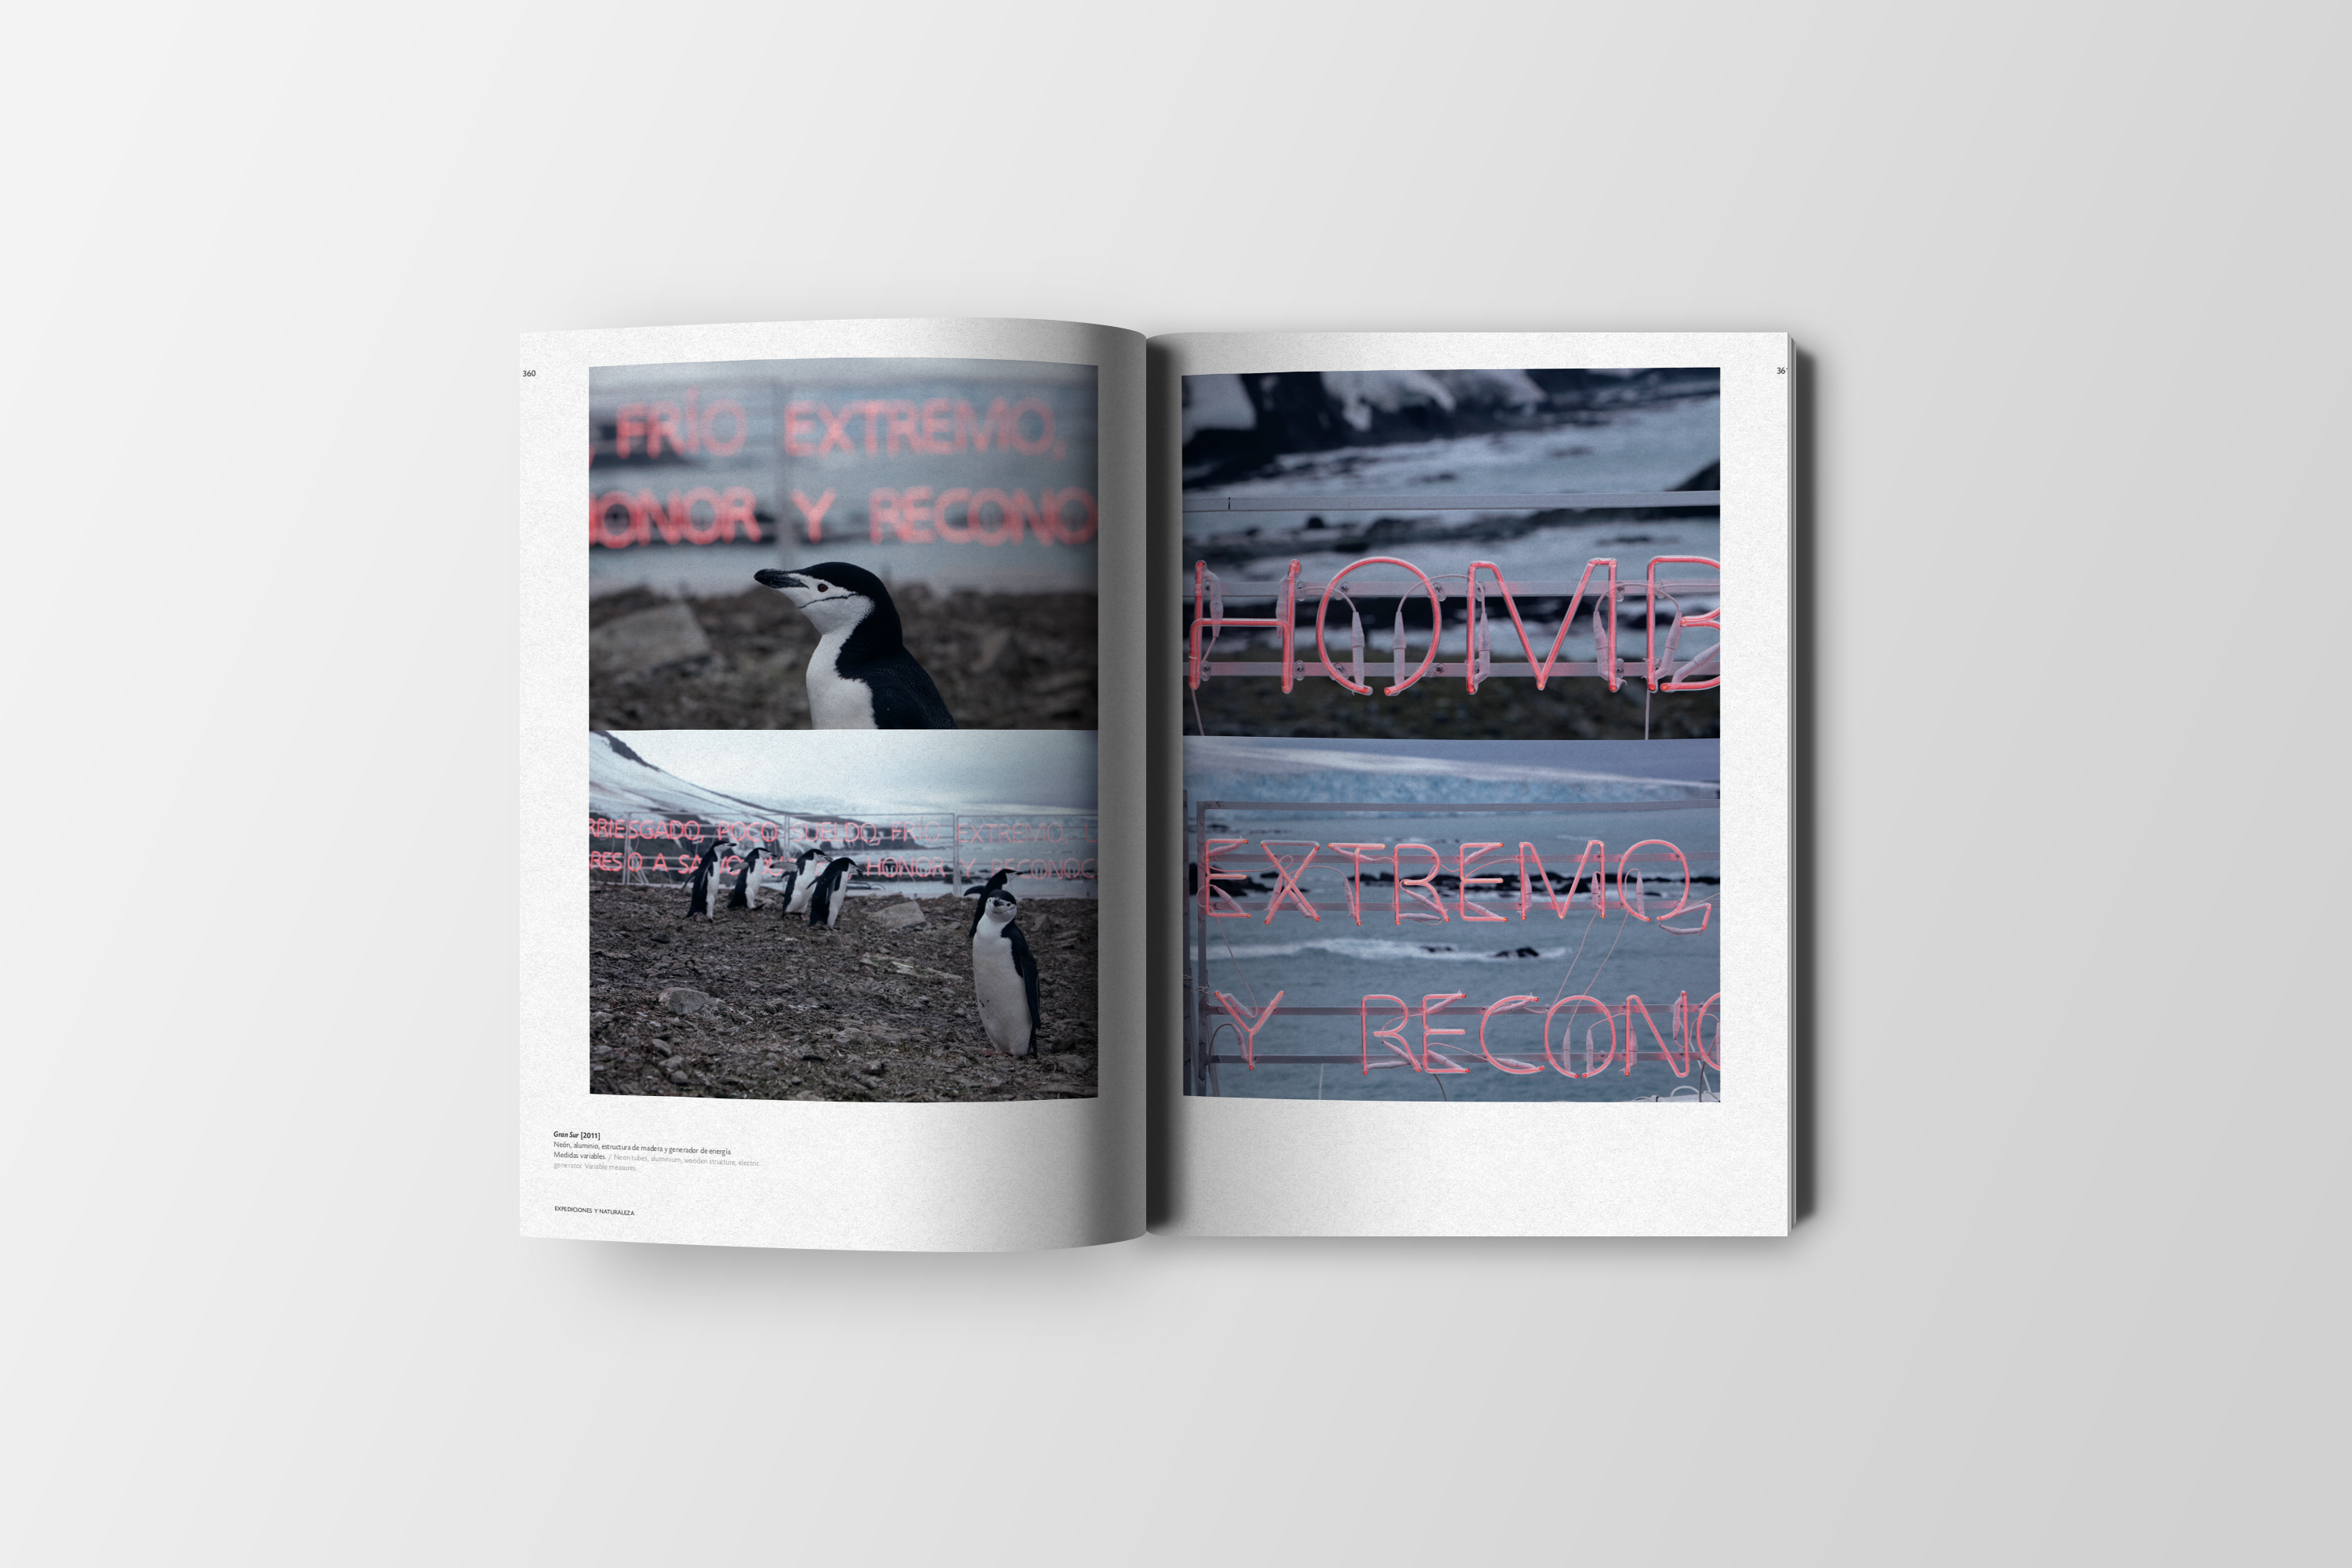 360
, FRÍO EXTREMO,
HONOR Y RECONO
RRIESGADO, POCO SUELDO, FRÍO EXTREMO, L
RESO A SALVO HONOR Y RECONOC
Gran Sur [2011]
Neón, aluminio, estructura de madera y generador de energía.
Medidas variables. / Neon tubes, aluminium, wooden structure, electric
generator. Variable measures.
EXPEDICIONES Y NATURALEZA
361
HOMB
EXTREMO,
Y RECONO